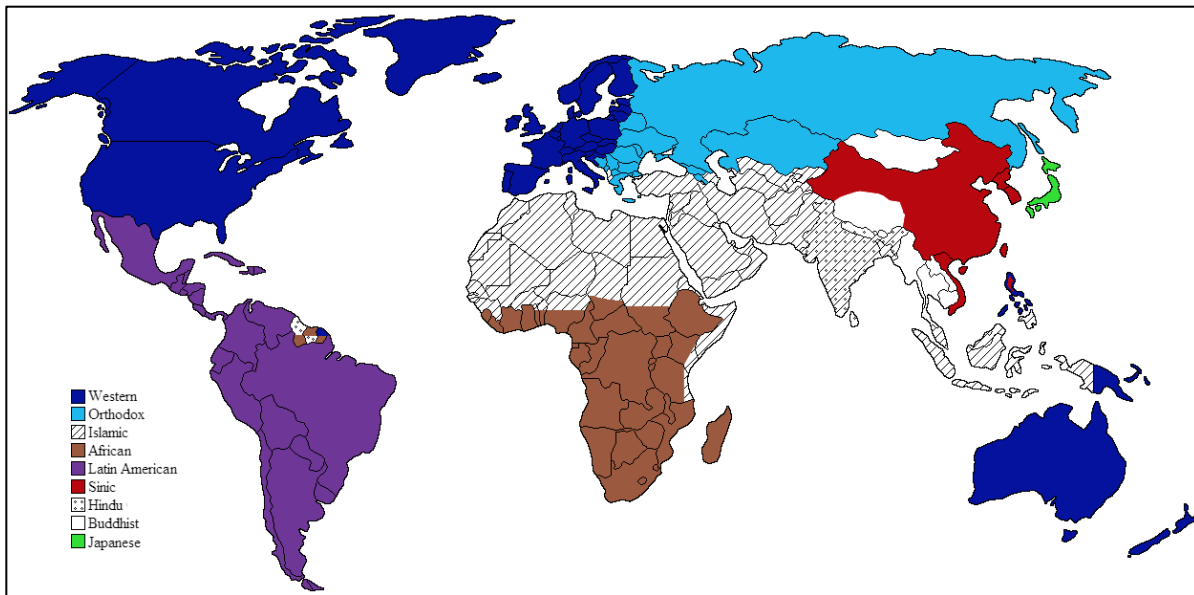 Western
Orthodox
Islamic
African
Latin American
Sinic
Hindu
Buddhist
Japanese